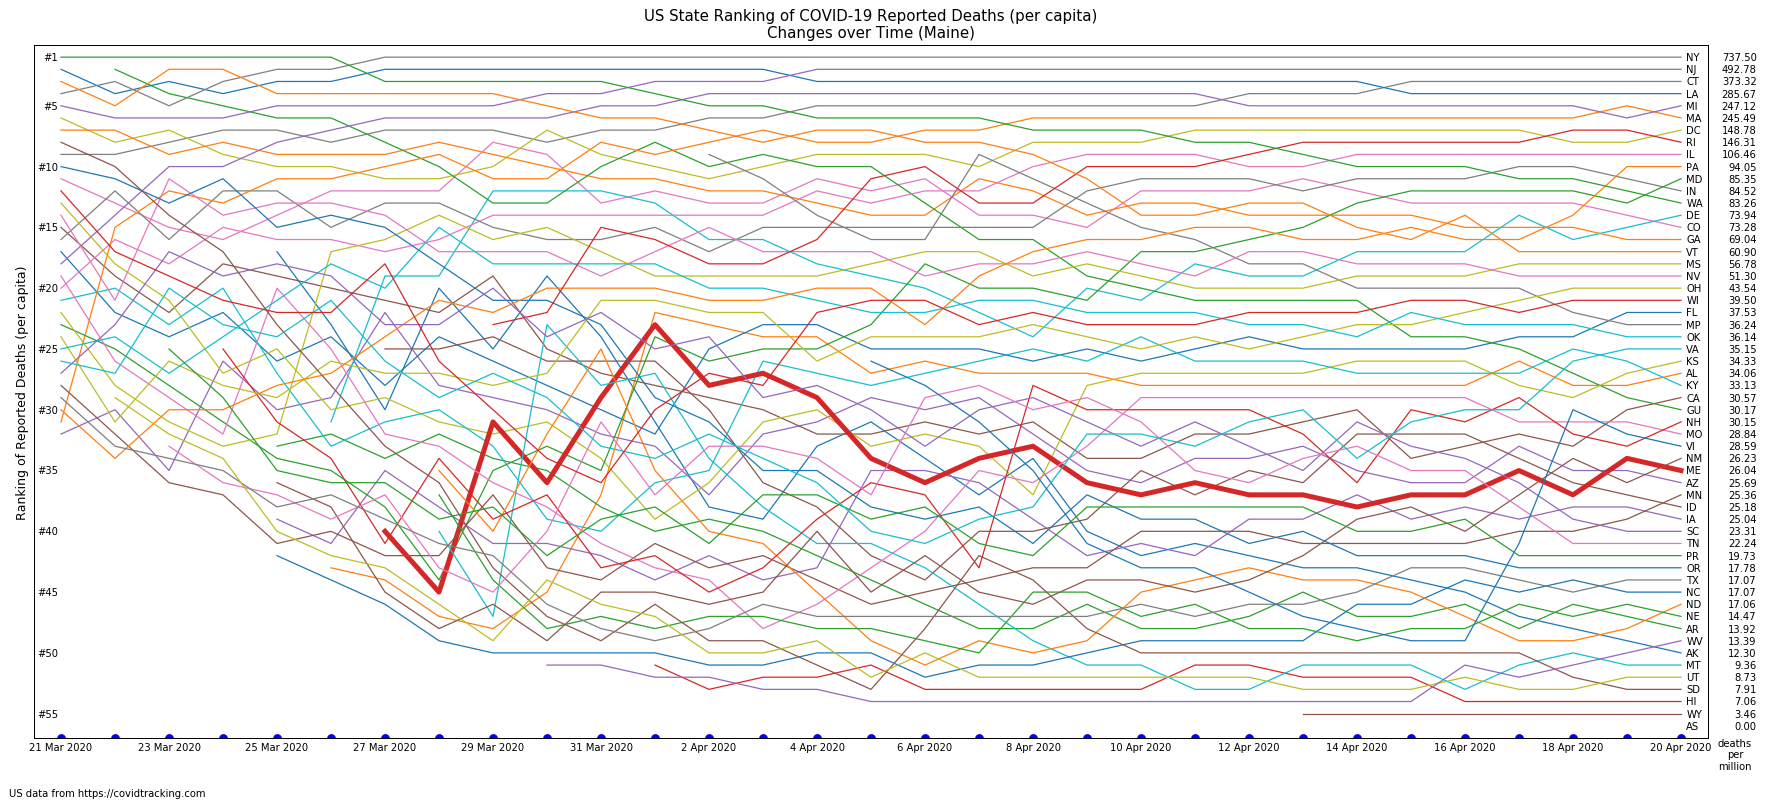 US State Ranking of COVID-19 Reported Deaths (per capita)
Changes over Time (Maine)
Ranking of Reported Deaths (per capita)
#1
#5
#10
#15
#20
#25
#30
#35
#40
#45
#50
#55
NY 737.50
NJ 492.78
CT 373.32
LA 285.67
MI 247.12
MA 245.49
DC 148.78
RI 146.31
IL 106.46
PA 94.05
MD 85.35
IN 84.52
WA 83.26
DE 73.94
CO 73.28
GA 69.04
VT 60.90
MS 56.78
NV 51.30
OH 43.54
WI 39.50
FL 37.53
MP 36.24
OK 36.14
VA 35.15
KS 34.33
AL 34.06
KY 33.13
CA 30.57
GU 30.17
NH 30.15
MO 28.84
VI 28.59
NM 26.23
ME 26.04
AZ 25.69
MN 25.36
ID 25.18
IA 25.04
SC 23.31
TN 22.24
PR 19.73
OR 17.78
TX 17.07
NC 17.07
ND 17.06
NE 14.47
AR 13.92
WV 13.39
AK 12.30
MT 9.36
UT 8.73
SD 7.91
HI 7.06
WY 3.46
AS 0.00
21 Mar 2020 23 Mar 2020 25 Mar 2020 27 Mar 2020 29 Mar 2020 31 Mar 2020 2 Apr 2020 4 Apr 2020 6 Apr 2020 8 Apr 2020 10 Apr 2020 12 Apr 2020 14 Apr 2020 16 Apr 2020 18 Apr 2020 20 Apr 2020
deaths
per
million
US data from https://covidtracking.com